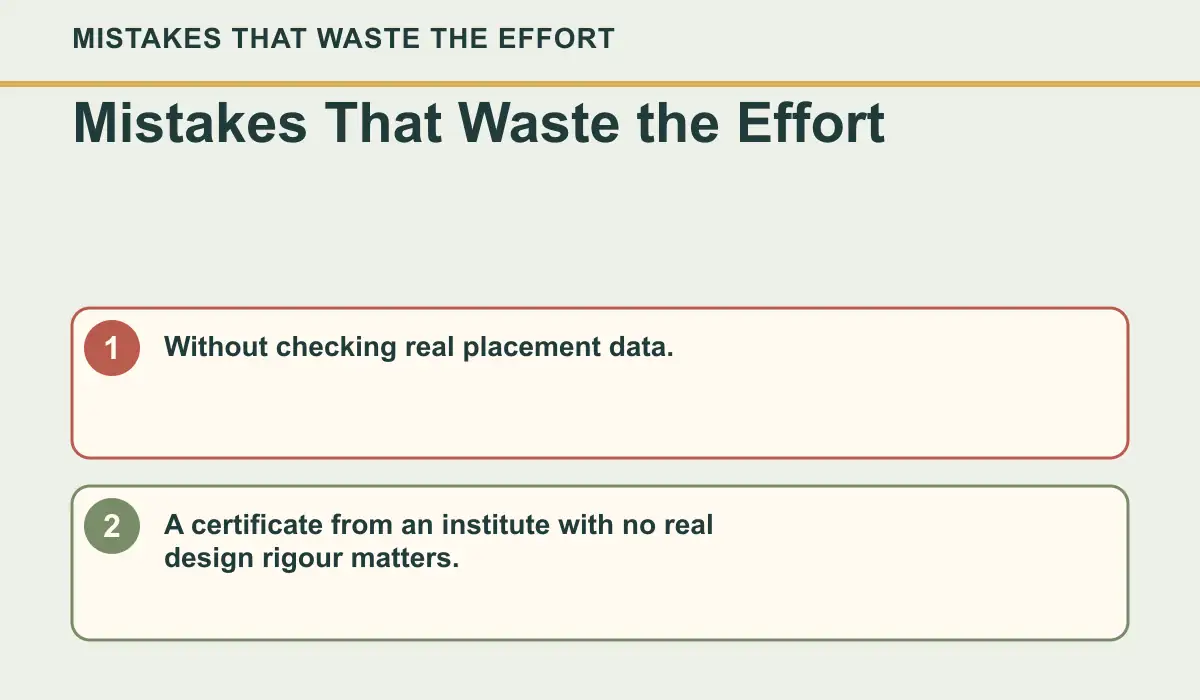 MISTAKES THAT WASTE THE EFFORT
Mistakes That Waste the Effort
1
Without checking real placement data.
2
A certificate from an institute with no real
design rigour matters.